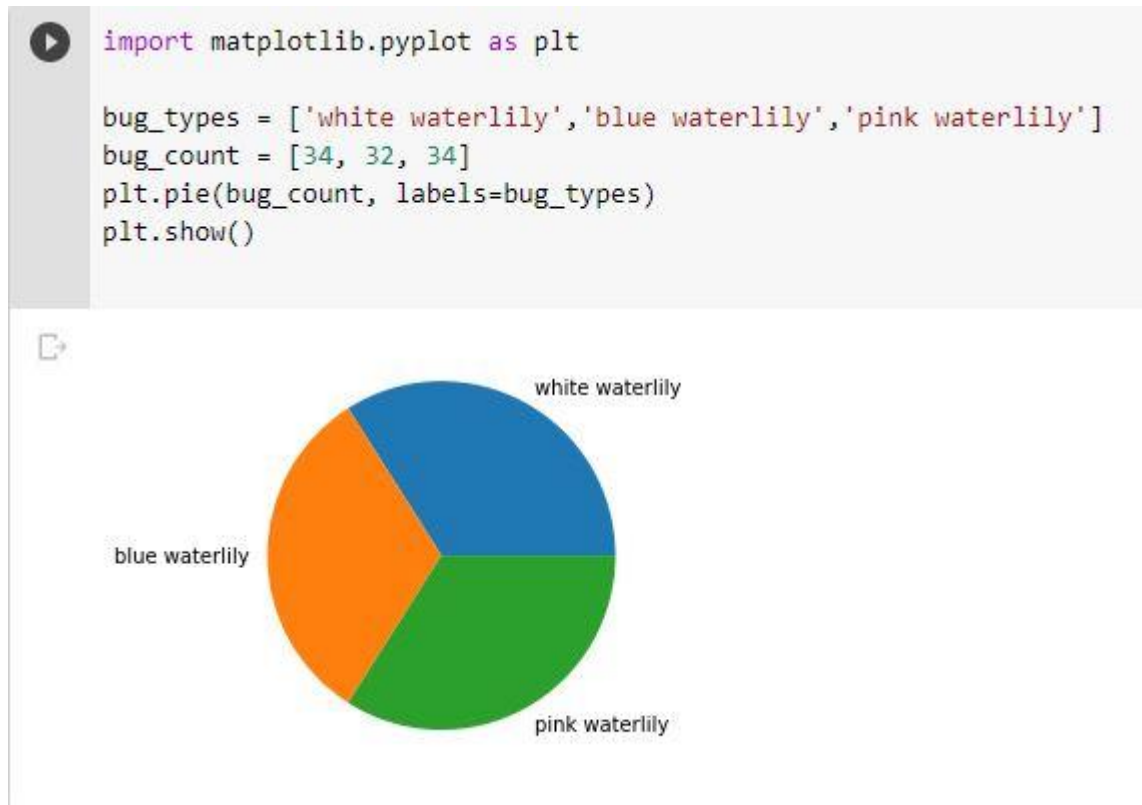 import matplotlib.pyplot as plt
bug_types = ['white waterlily','blue waterlily','pink waterlily']
bug_count = [34, 32, 34]
plt.pie(bug_count, labels=bug_types)
plt.show()
white waterlily
blue waterlily
pink waterlily